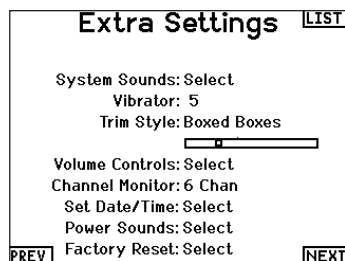 Extra Settings
LIST
System Sounds: Select
Vibrator: 5
Trim Style: Boxed Boxes
Volume Controls: Select
Channel Monitor: 6 Chan
Set Date/Time: Select
Power Sounds: Select
Factory Reset: Select
PREV
NEXT